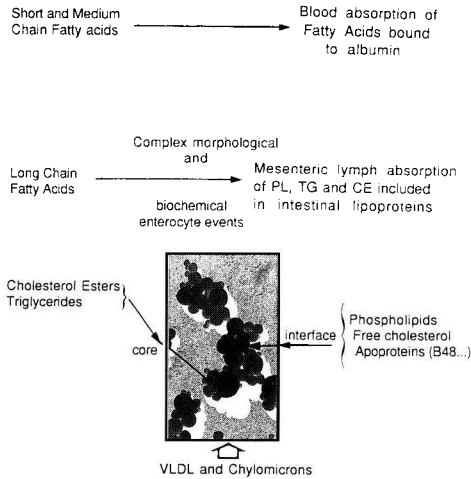 Short and Medium
Chain Fatty acids
Blood absorption of
Fatty Acids bound
to albumin
Complex morphological
and
Long Chain
Fatty Acids
Mesenteric lymph absorption
of PL, TG and CE included
in intestinal lipoproteins
biochemical
enterocyte events
Cholesterol Esters
Triglycerides
core
interface
Phospholipids
Free cholesterol
Apoproteins (B48...)
VLDL and Chylomicrons